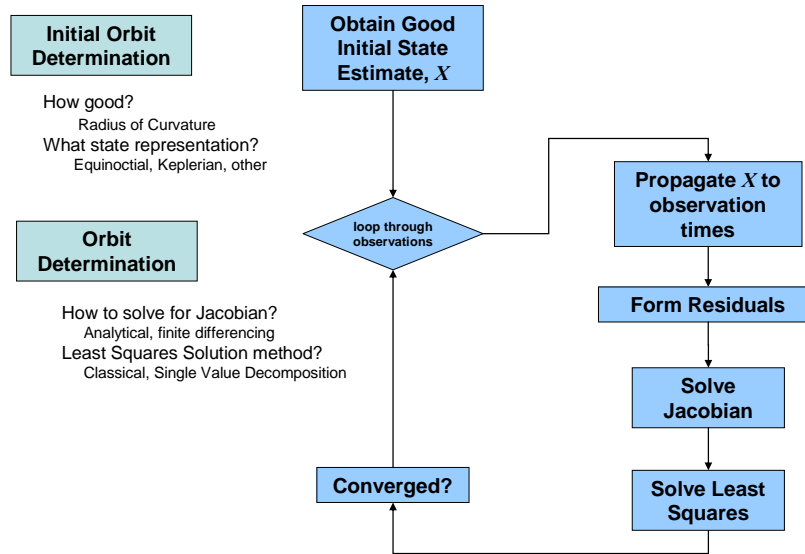 Initial Orbit
Determination
How good?
Radius of Curvature
What state representation?
Equinoctial, Keplerian, other
Orbit
Determination
How to solve for Jacobian?
Analytical, finite differencing
Least Squares Solution method?
Classical, Single Value Decomposition
Obtain Good
Initial State
Estimate, X
loop through
observations
Propagate X to
observation
times
Form Residuals
Solve
Jacobian
Solve Least
Squares
Converged?